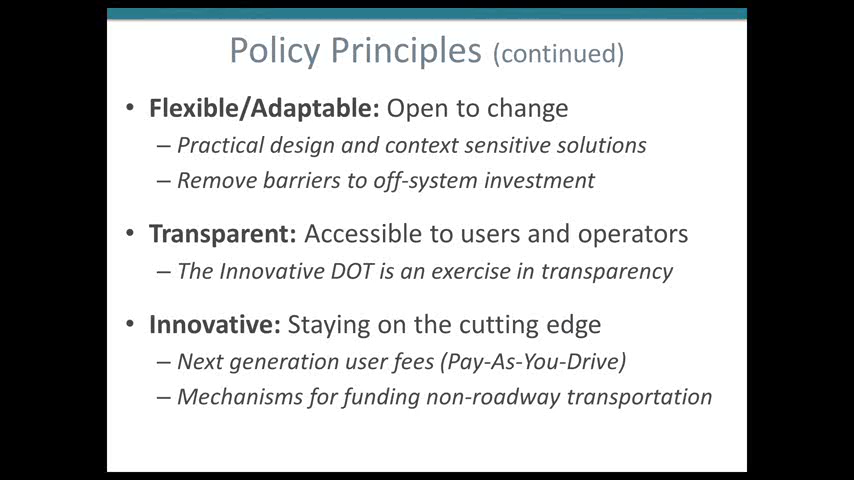 Policy Principles (continued)
• Flexible/Adaptable: Open to change
– Practical design and context sensitive solutions
– Remove barriers to off-system investment
• Transparent: Accessible to users and operators
– The Innovative DOT is an exercise in transparency
• Innovative: Staying on the cutting edge
– Next generation user fees (Pay-As-You-Drive)
– Mechanisms for funding non-roadway transportation